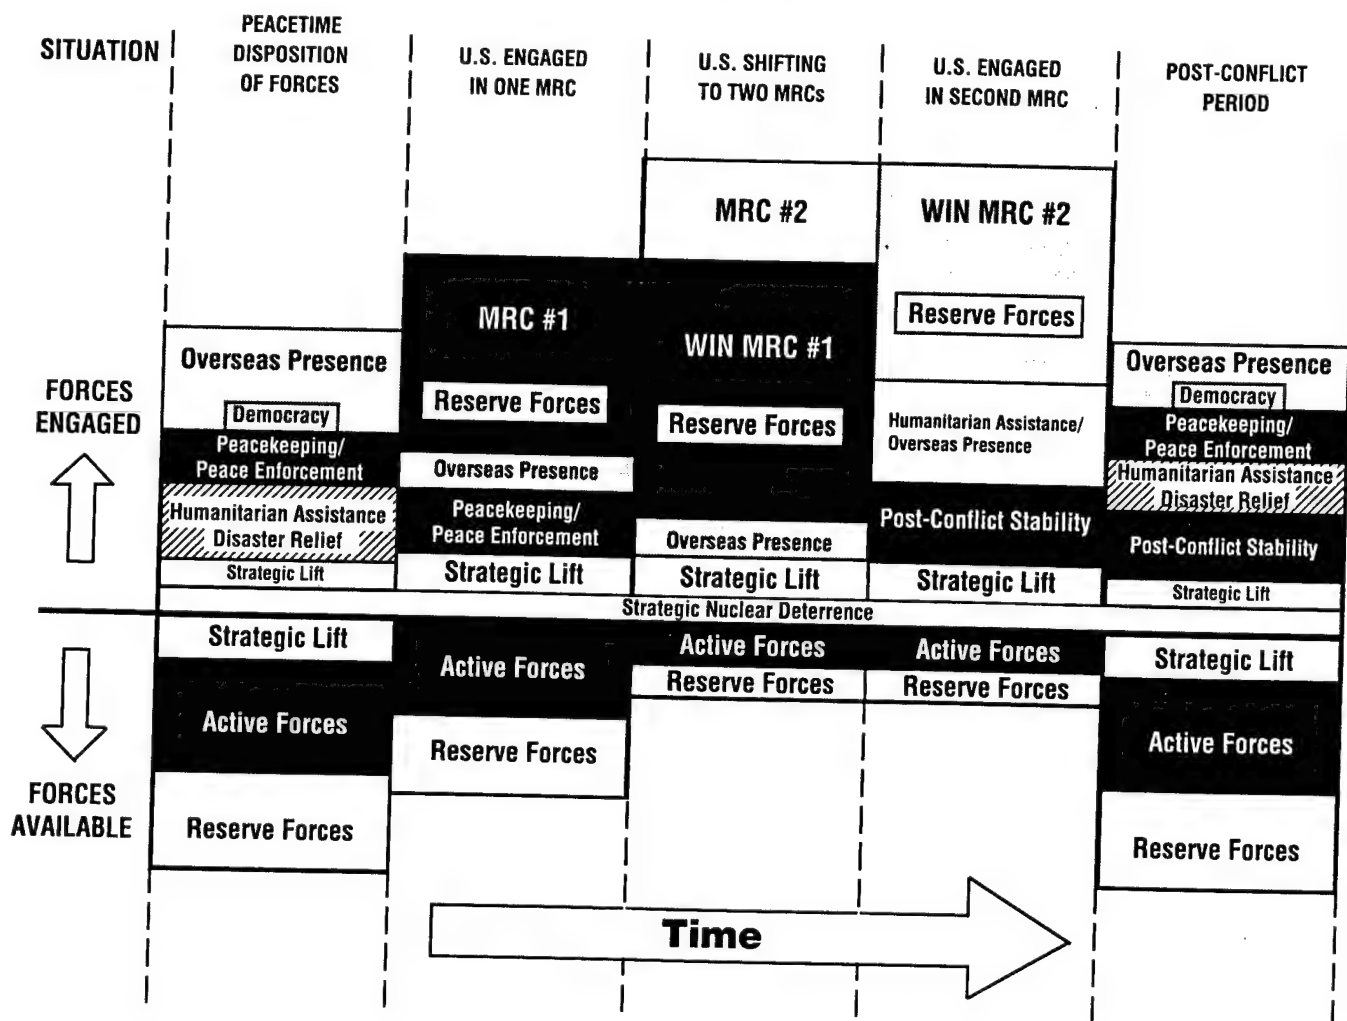 SITUATION
PEACETIME
DISPOSITION
OF FORCES
U.S. ENGAGED
IN ONE MRC
U.S. SHIFTING
TO TWO MRCs
U.S. ENGAGED
IN SECOND MRC
POST-CONFLICT
PERIOD
FORCES
ENGAGED
Overseas Presence
Democracy
Peacekeeping/
Peace Enforcement
Humanitarian Assistance
Disaster Relief
Strategic Lift
MRC #1
Reserve Forces
Overseas Presence
Peacekeeping/
Peace Enforcement
Strategic Lift
MRC #2
WIN MRC #1
Reserve Forces
Overseas Presence
Strategic Lift
WIN MRC #2
Reserve Forces
Humanitarian Assistance/
Overseas Presence
Post-Conflict Stability
Strategic Lift
Overseas Presence
Democracy
Peacekeeping/
Peace Enforcement
Humanitarian Assistance
Disaster Relief
Post-Conflict Stability
Strategic Lift
Strategic Nuclear Deterrence
FORCES
AVAILABLE
Strategic Lift
Active Forces
Reserve Forces
Active Forces
Reserve Forces
Active Forces
Reserve Forces
Active Forces
Reserve Forces
Strategic Lift
Active Forces
Reserve Forces
Time